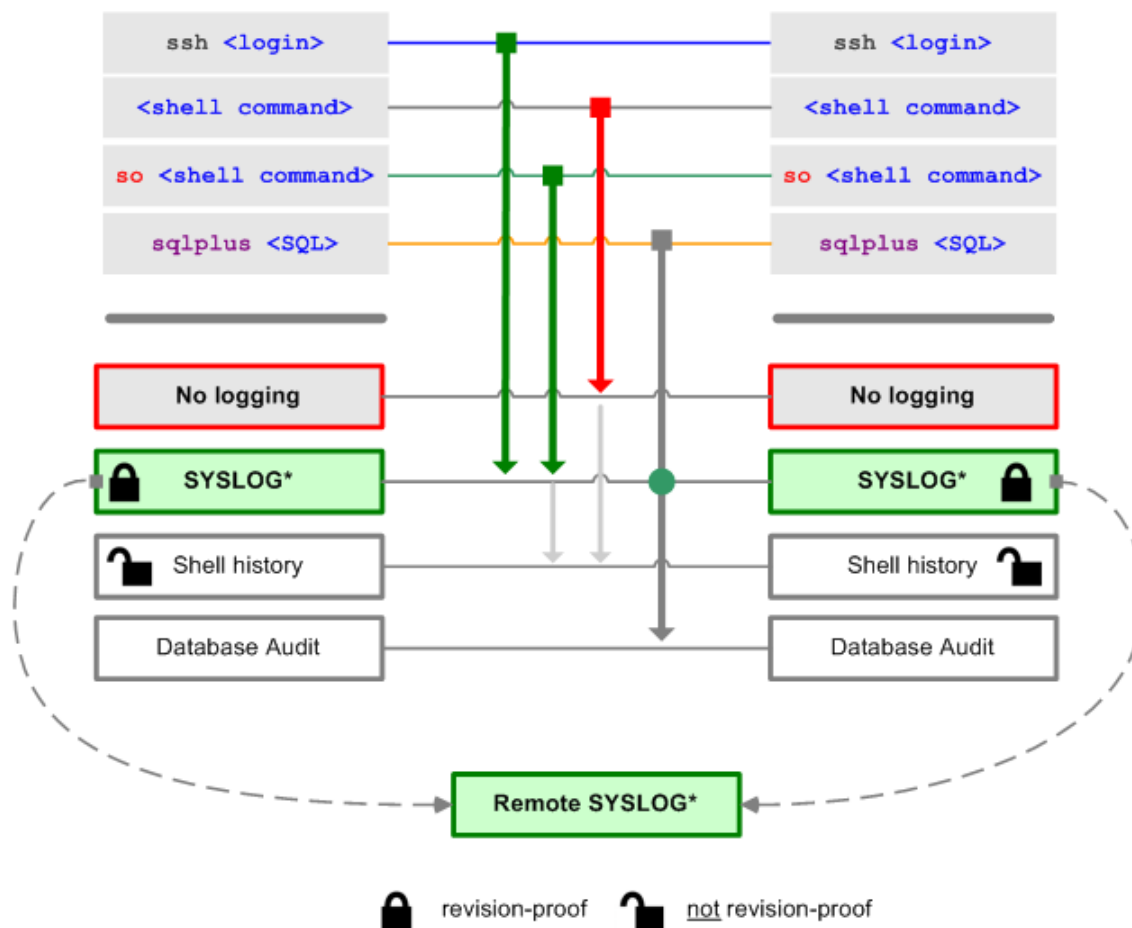 ssh <login>
ssh <login>
<shell command>
<shell command>
so <shell command>
so <shell command>
sqlplus <SQL>
sqlplus <SQL>
No logging
No logging
SYSLOG*
SYSLOG*
Shell history
Shell history
Database Audit
Database Audit
Remote SYSLOG*
revision-proof
not revision-proof